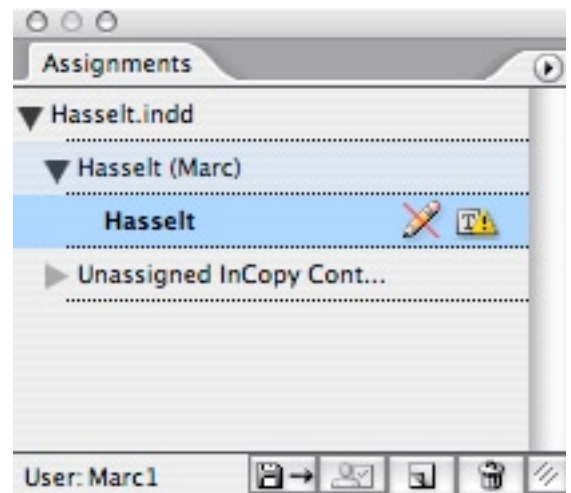 Assignments
Hasselt.indd
Hasselt (Marc)
Hasselt
Unassigned InCopy Cont...
User: Marc1